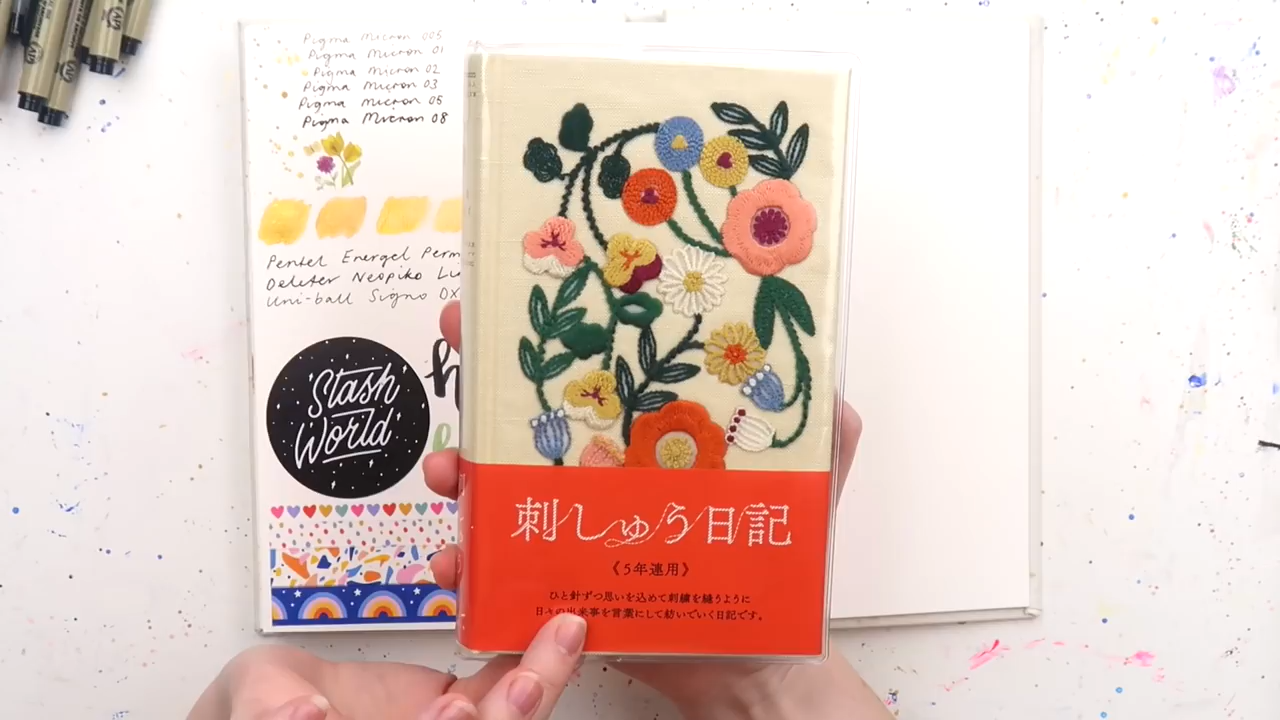 Pigma Micron 005
Pigma Micron 01
Pigma Micron 02
Pigma Micron 03
Pigma Micron 05
Pigma Micron 08
Pentel Energel Perm
Deleter Neopiko
Uni-ball Signo DX
Stash
World
刺しゅう日記
《5年連用》
ひと針ずつ思いを込めて刺繍を縫うように
日々の出来事を言葉にして紡いでいく日記です。